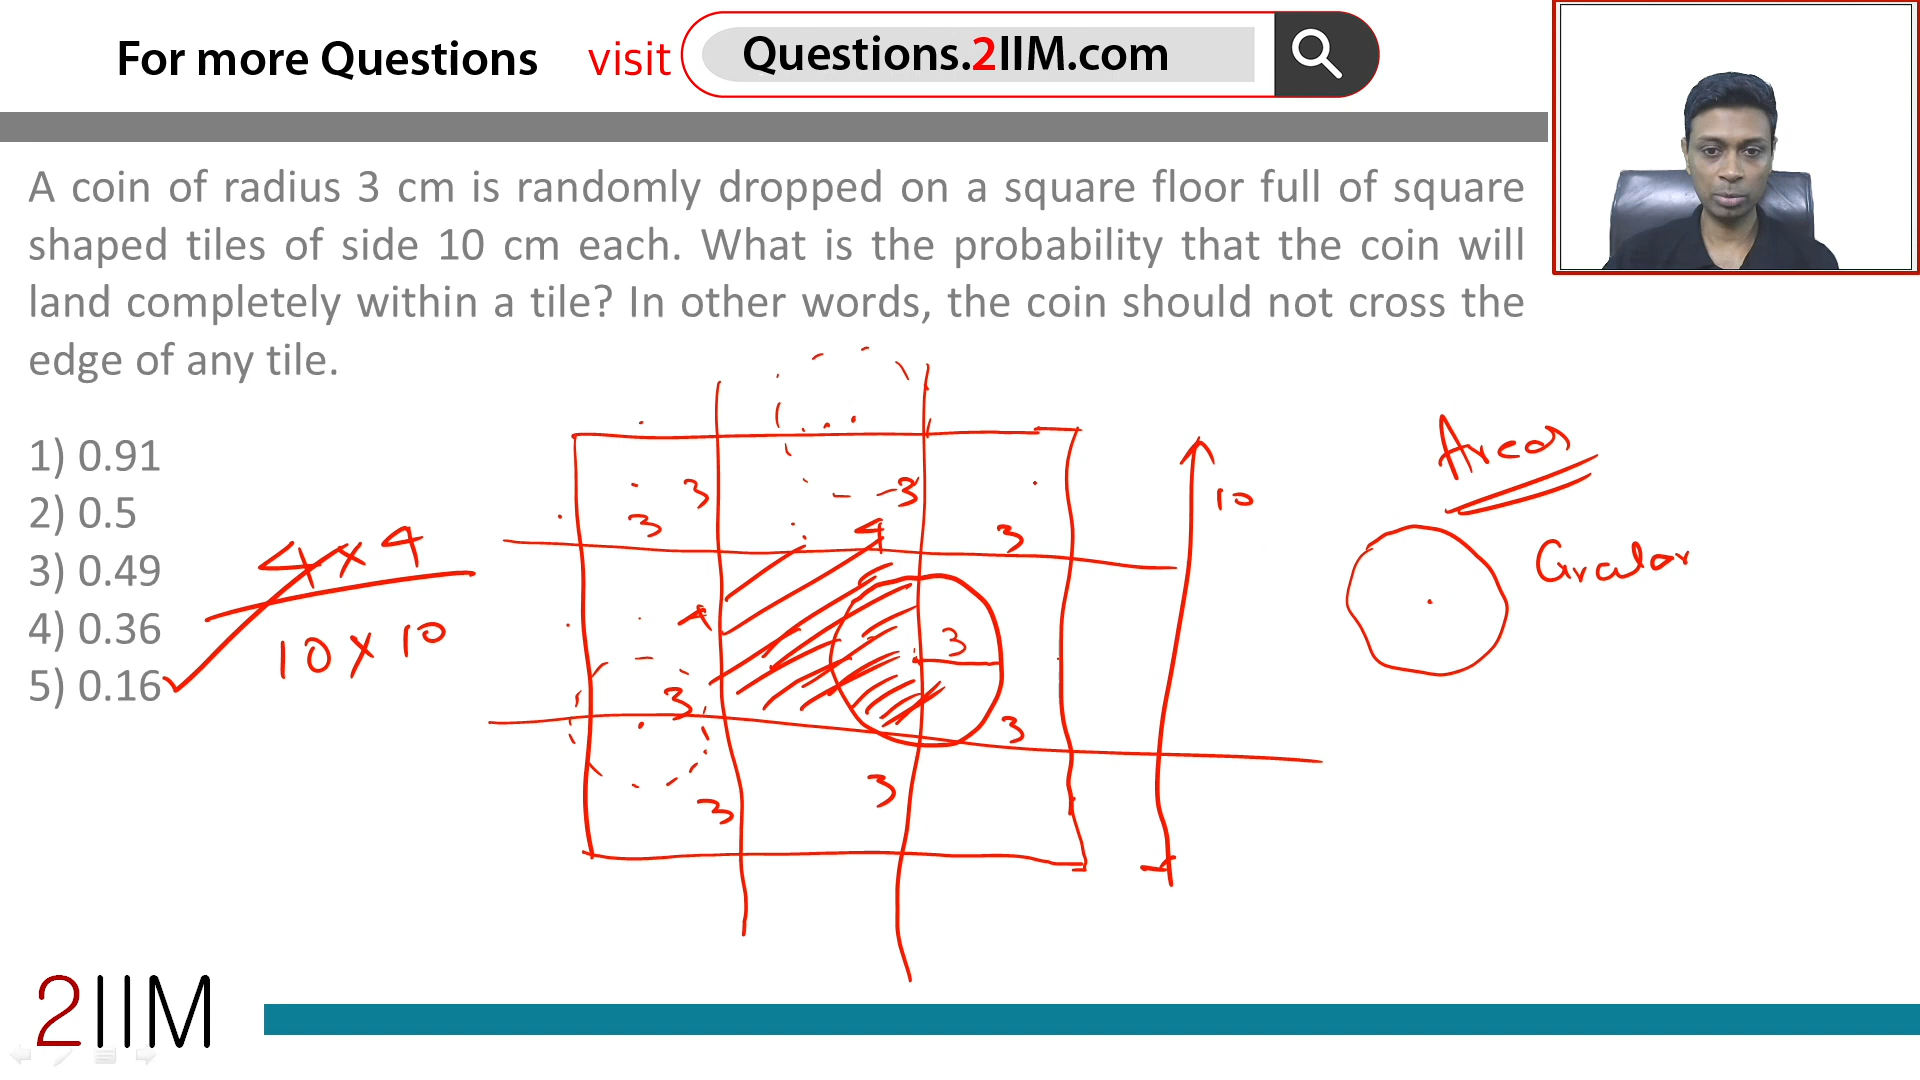 For more Questions visit Questions.2IIM.com
A coin of radius 3 cm is randomly dropped on a square floor full of square
shaped tiles of side 10 cm each. What is the probability that the coin will
land completely within a tile? In other words, the coin should not cross the
edge of any tile.
1) 0.91
2) 0.5
3) 0.49
4) 0.36
5) 0.16
4 x 4
10 x 10
3
3
3
4
3
4
3
3
3
3
3
10
Areas
2IIM